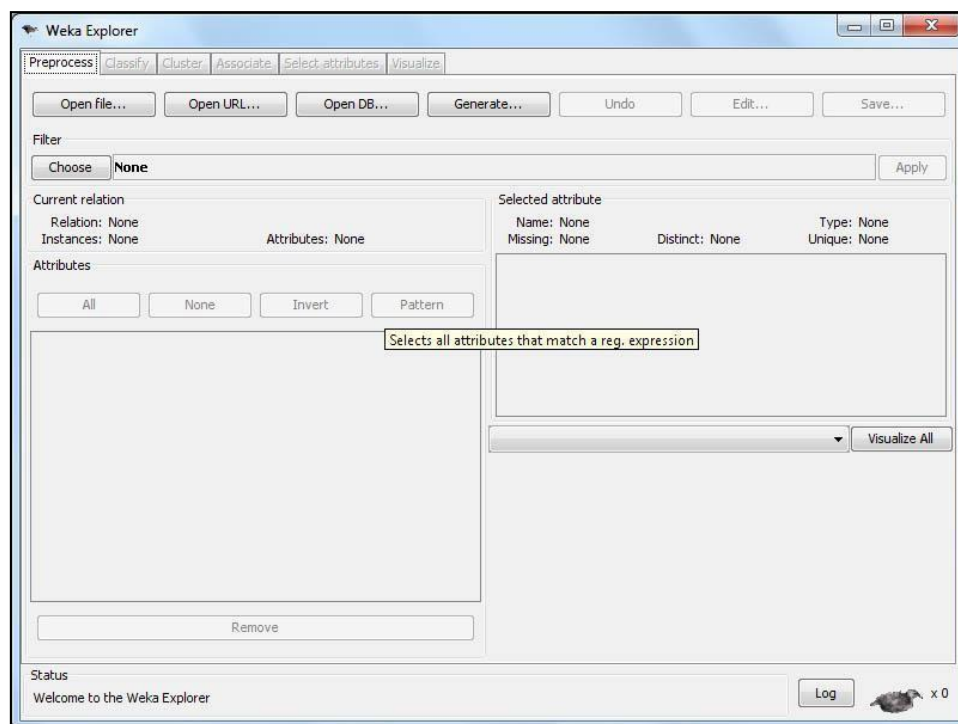 Weka Explorer
Preprocess Classify Cluster Associate Select attributes Visualize
Open file... Open URL... Open DB... Generate... Undo Edit... Save...
Filter
Choose None Apply
Current relation
Relation: None
Instances: None Attributes: None
Selected attribute
Name: None Type: None
Missing: None Distinct: None Unique: None
Attributes
All None Invert Pattern
Selects all attributes that match a reg. expression
Visualize All
Remove
Status
Welcome to the Weka Explorer
Log x 0